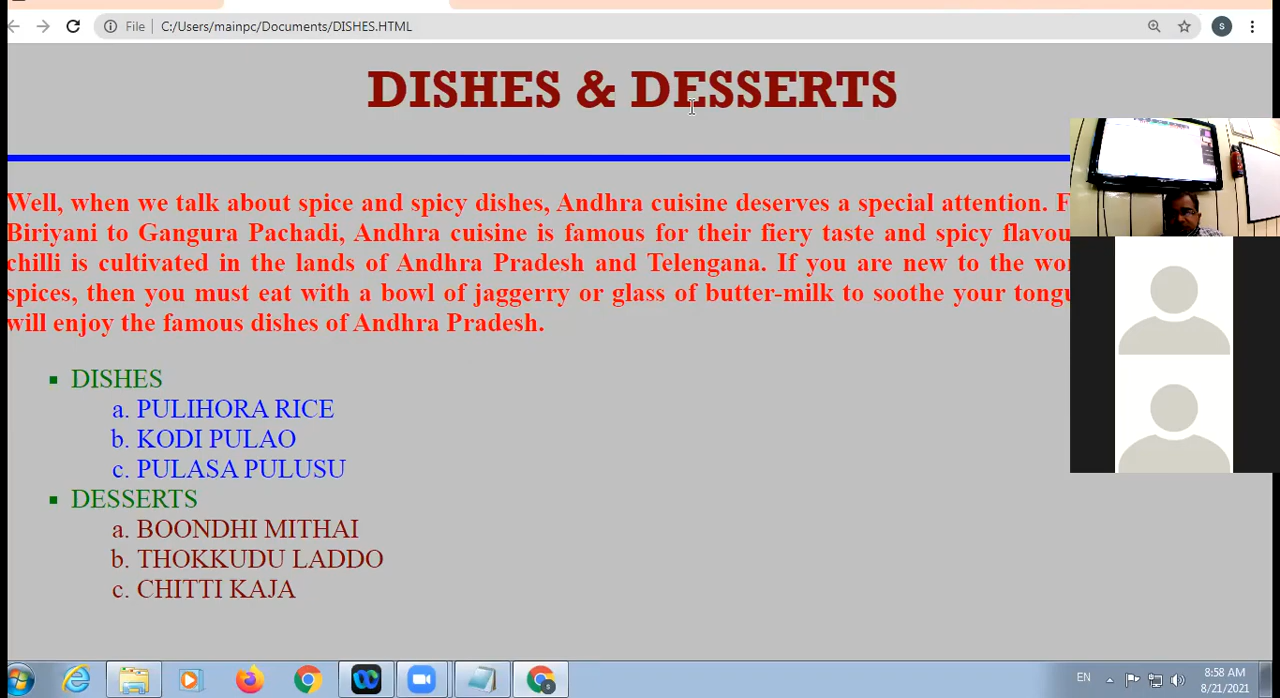 File
C:/Users/mainpc/Documents/DISHES.HTML
S
DISHES & DESSERTS
Well, when we talk about spice and spicy dishes, Andhra cuisine deserves a special attention.
Biriyani to Gangura Pachadi, Andhra cuisine is famous for their fiery taste and spicy
chilli is cultivated in the lands of Andhra Pradesh and Telengana. If you are new to the
spices, then you must eat with a bowl of jaggerry or glass of butter-milk to soothe your
will enjoy the famous dishes of Andhra Pradesh.
▪ DISHES
a. PULIHORA RICE
b. KODI PULAO
c. PULASA PULUSU
▪ DESSERTS
a. BOONDHI MITHAI
b. THOKKUDU LADDO
c. CHITTI KAJA
EN
8:58 AM
8/21/2021